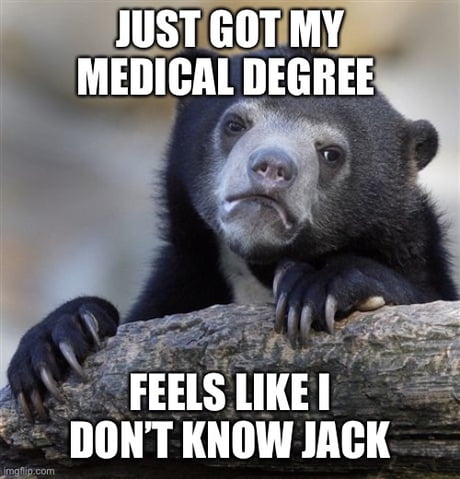 JUST GOT MY
MEDICAL DEGREE
FEELS LIKE I
DON'T KNOW JACK
imgflip.com